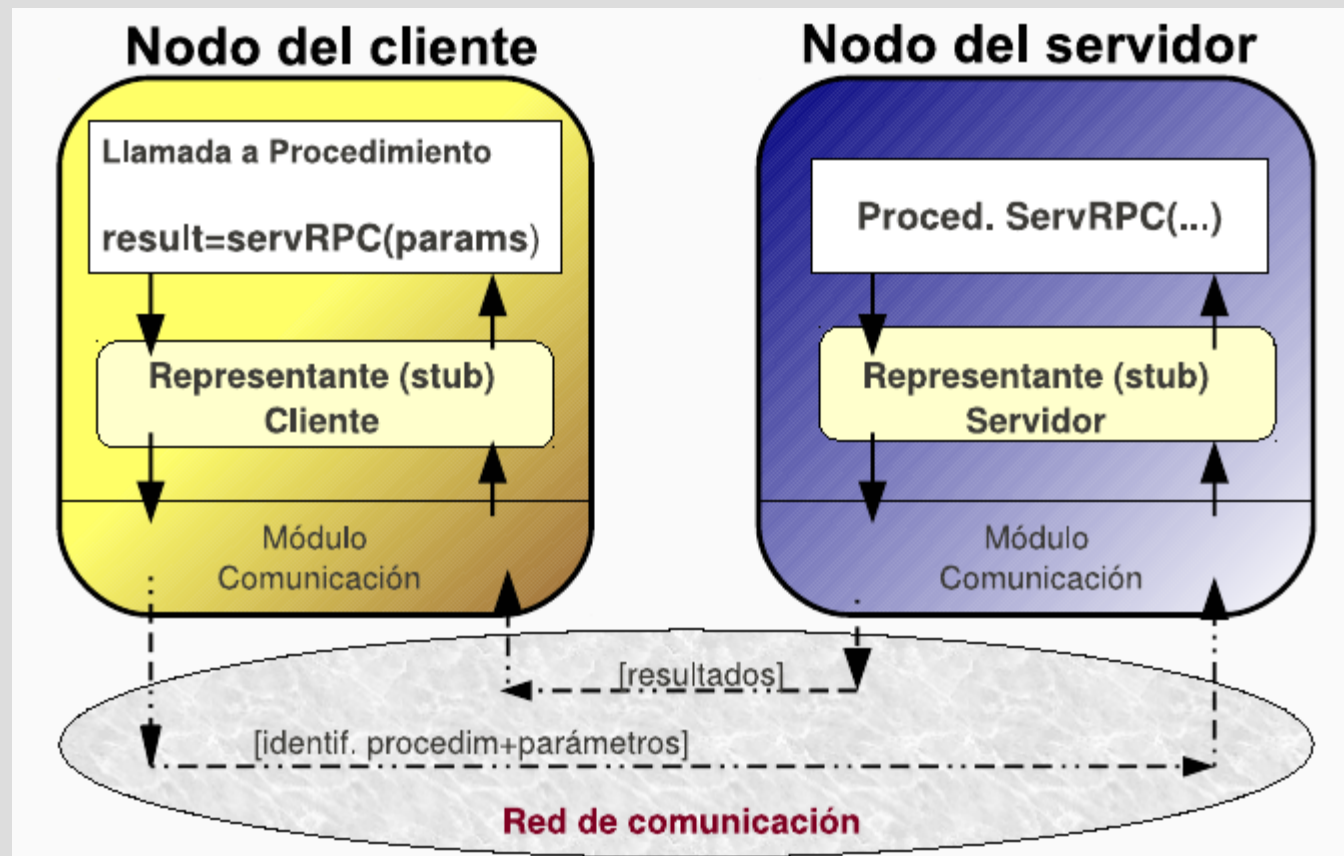 Nodo del cliente
Nodo del servidor
Llamada a Procedimiento
result=servRPC(params)
Representante (stub)
Cliente
Módulo
Comunicación
Proced. ServRPC(...)
Representante (stub)
Servidor
Módulo
Comunicación
[resultados]
[identif. procedim+parámetros]
Red de comunicación